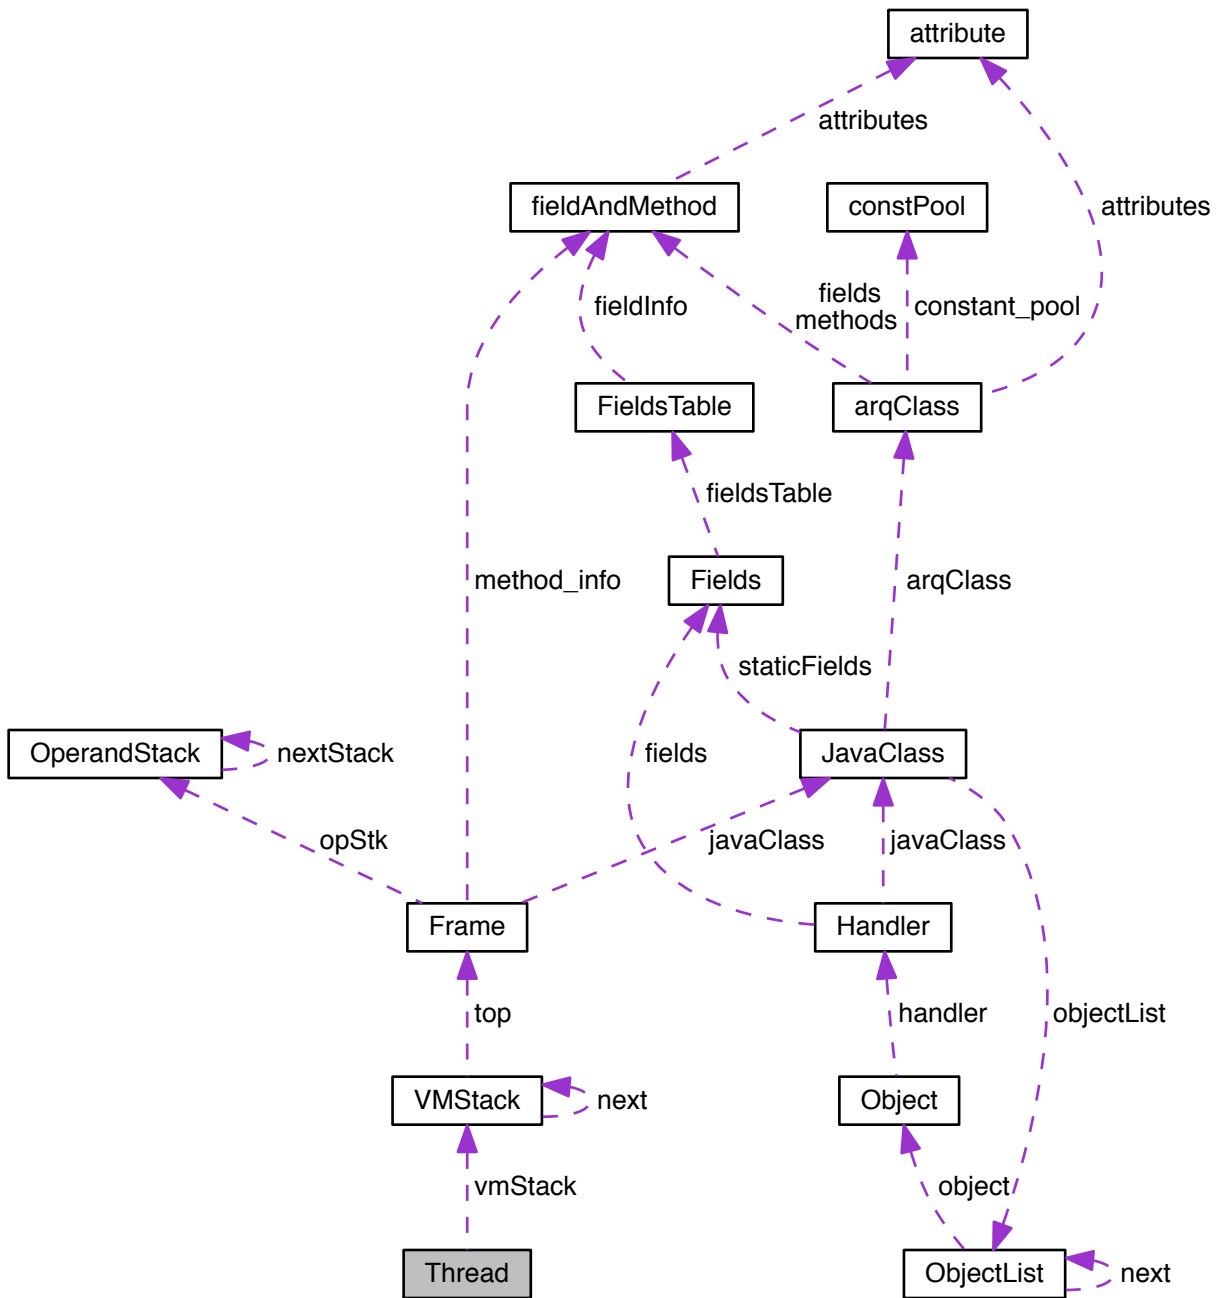 attribute
attributes
fieldAndMethod
constPool
attributes
fieldInfo
fields
methods
constant_pool
FieldsTable
arqClass
fieldsTable
method_info
Fields
arqClass
staticFields
OperandStack
nextStack
fields
JavaClass
opStk
javaClass
javaClass
Frame
Handler
top
handler
objectList
VMStack
next
Object
vmStack
object
Thread
ObjectList
next